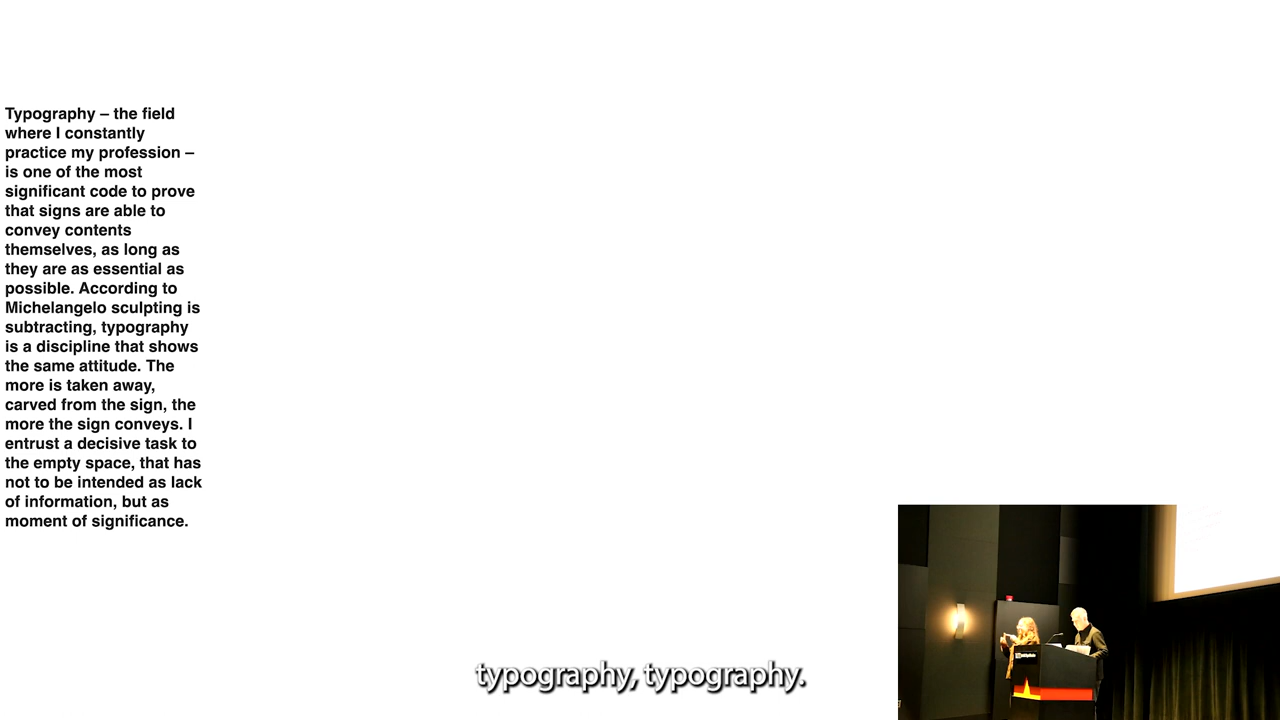 Typography – the field
where I constantly
practice my profession –
is one of the most
significant code to prove
that signs are able to
convey contents
themselves, as long as
they are as essential as
possible. According to
Michelangelo sculpting is
subtracting, typography
is a discipline that shows
the same attitude. The
more is taken away,
carved from the sign, the
more the sign conveys. I
entrust a decisive task to
the empty space, that has
not to be intended as lack
of information, but as
moment of significance.
typography, typography.